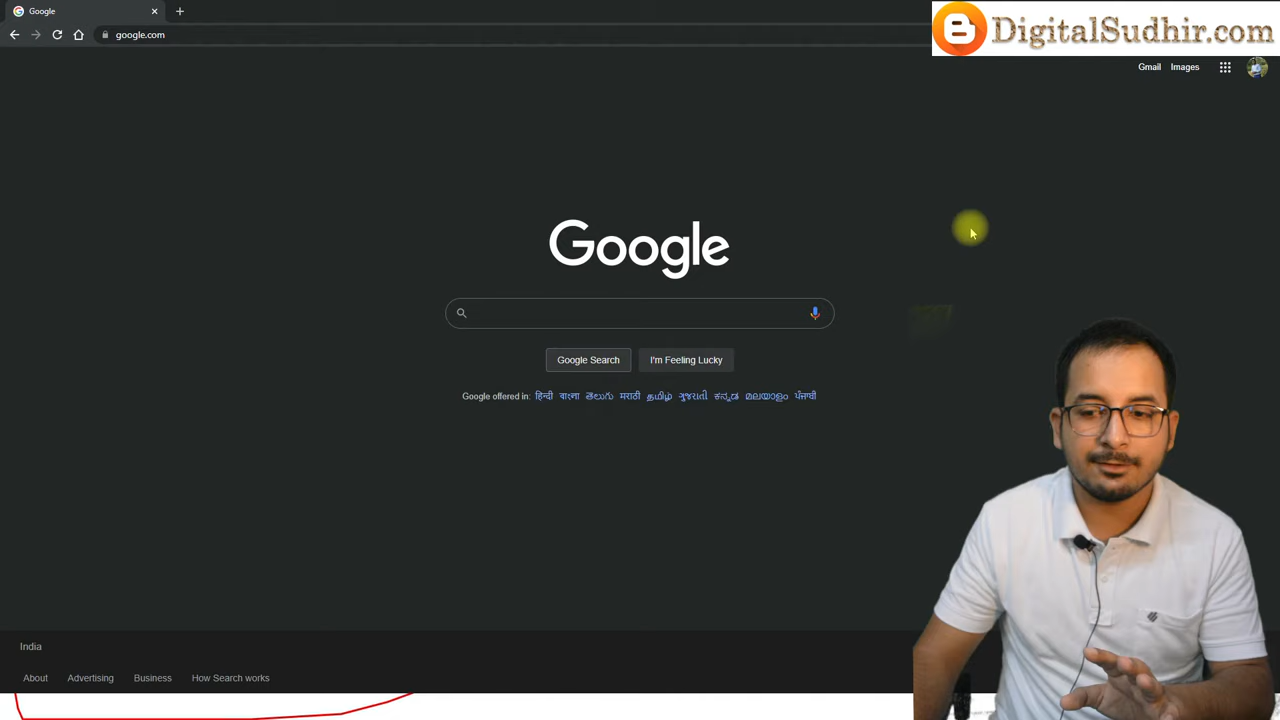 Google
google.com
DigitalSudhir.com
Gmail Images
Google
Google Search I'm Feeling Lucky
Google offered in: हिन्दी বাংলা తెలుగు मराठी தமிழ் ગુજરાતી ಕನ್ನಡ മലയാളം ਪੰਜਾਬੀ
India
About Advertising Business How Search works